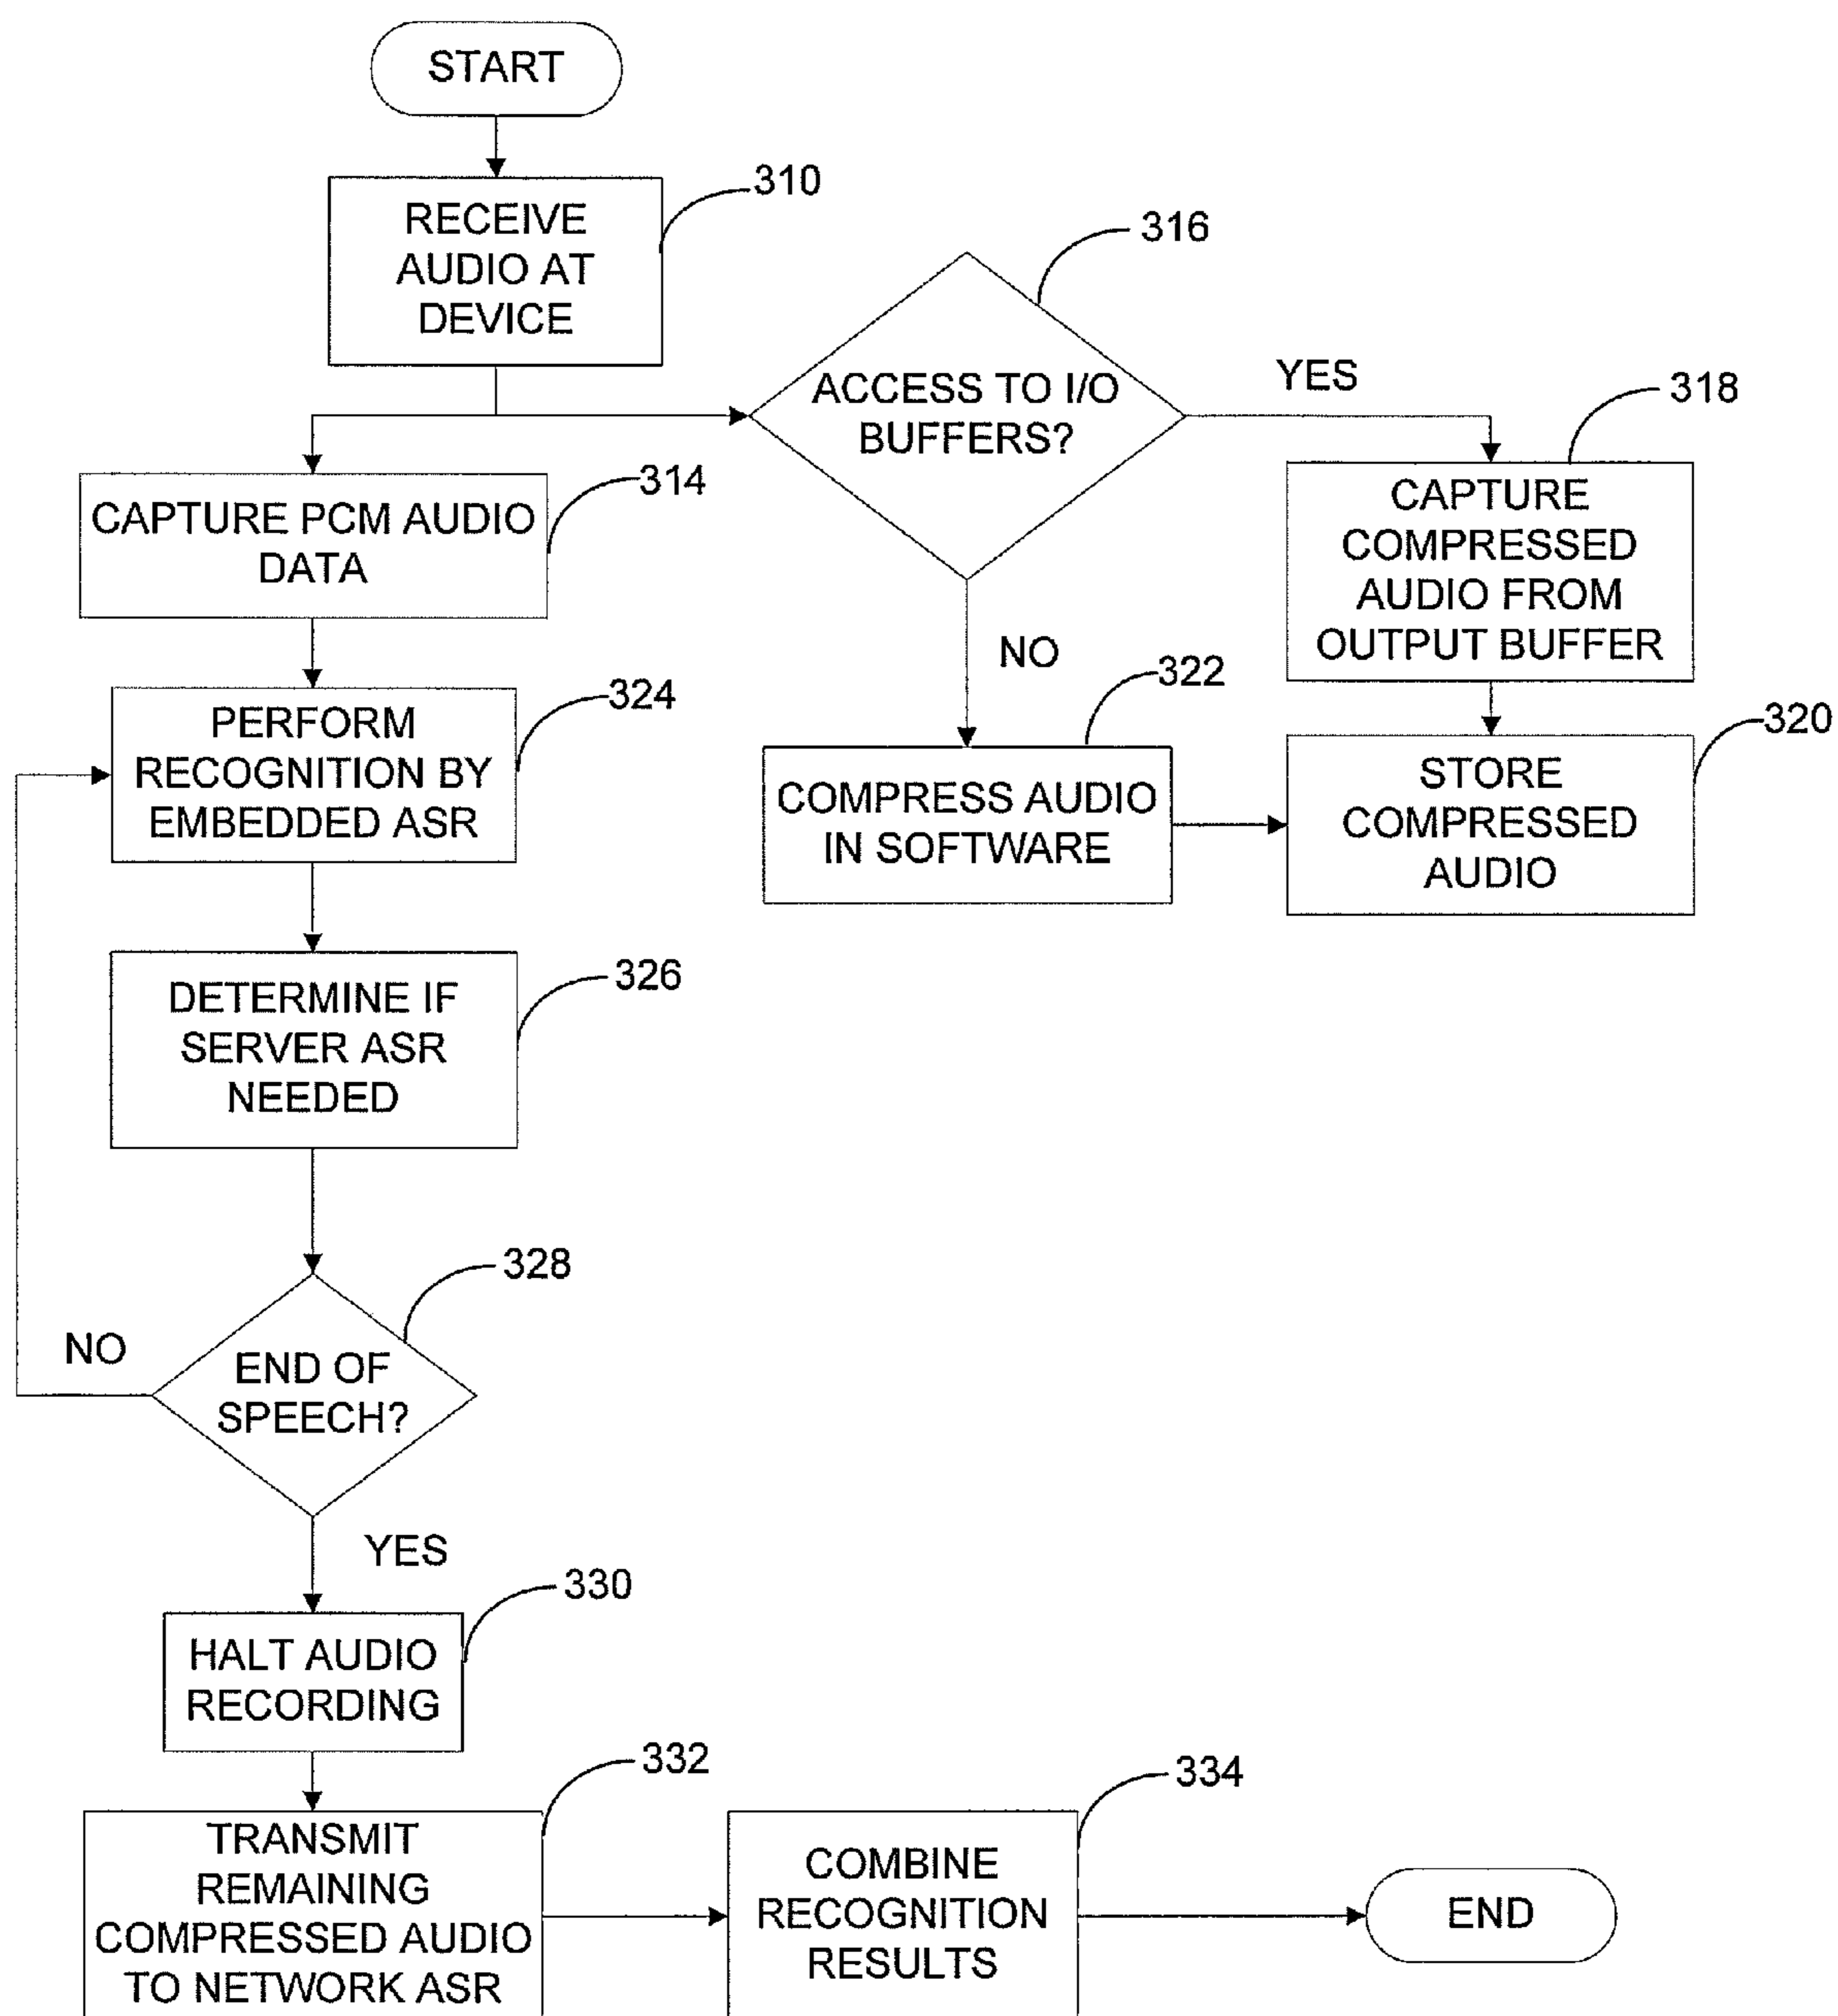 START
310
RECEIVE
AUDIO AT
DEVICE
316
ACCESS TO I/O
BUFFERS?
YES
318
CAPTURE
COMPRESSED
AUDIO FROM
OUTPUT BUFFER
314
CAPTURE PCM AUDIO
DATA
NO
322
COMPRESS AUDIO
IN SOFTWARE
320
STORE
COMPRESSED
AUDIO
324
PERFORM
RECOGNITION BY
EMBEDDED ASR
326
DETERMINE IF
SERVER ASR
NEEDED
328
END OF
SPEECH?
NO
YES
330
HALT AUDIO
RECORDING
332
TRANSMIT
REMAINING
COMPRESSED AUDIO
TO NETWORK ASR
334
COMBINE
RECOGNITION
RESULTS
END